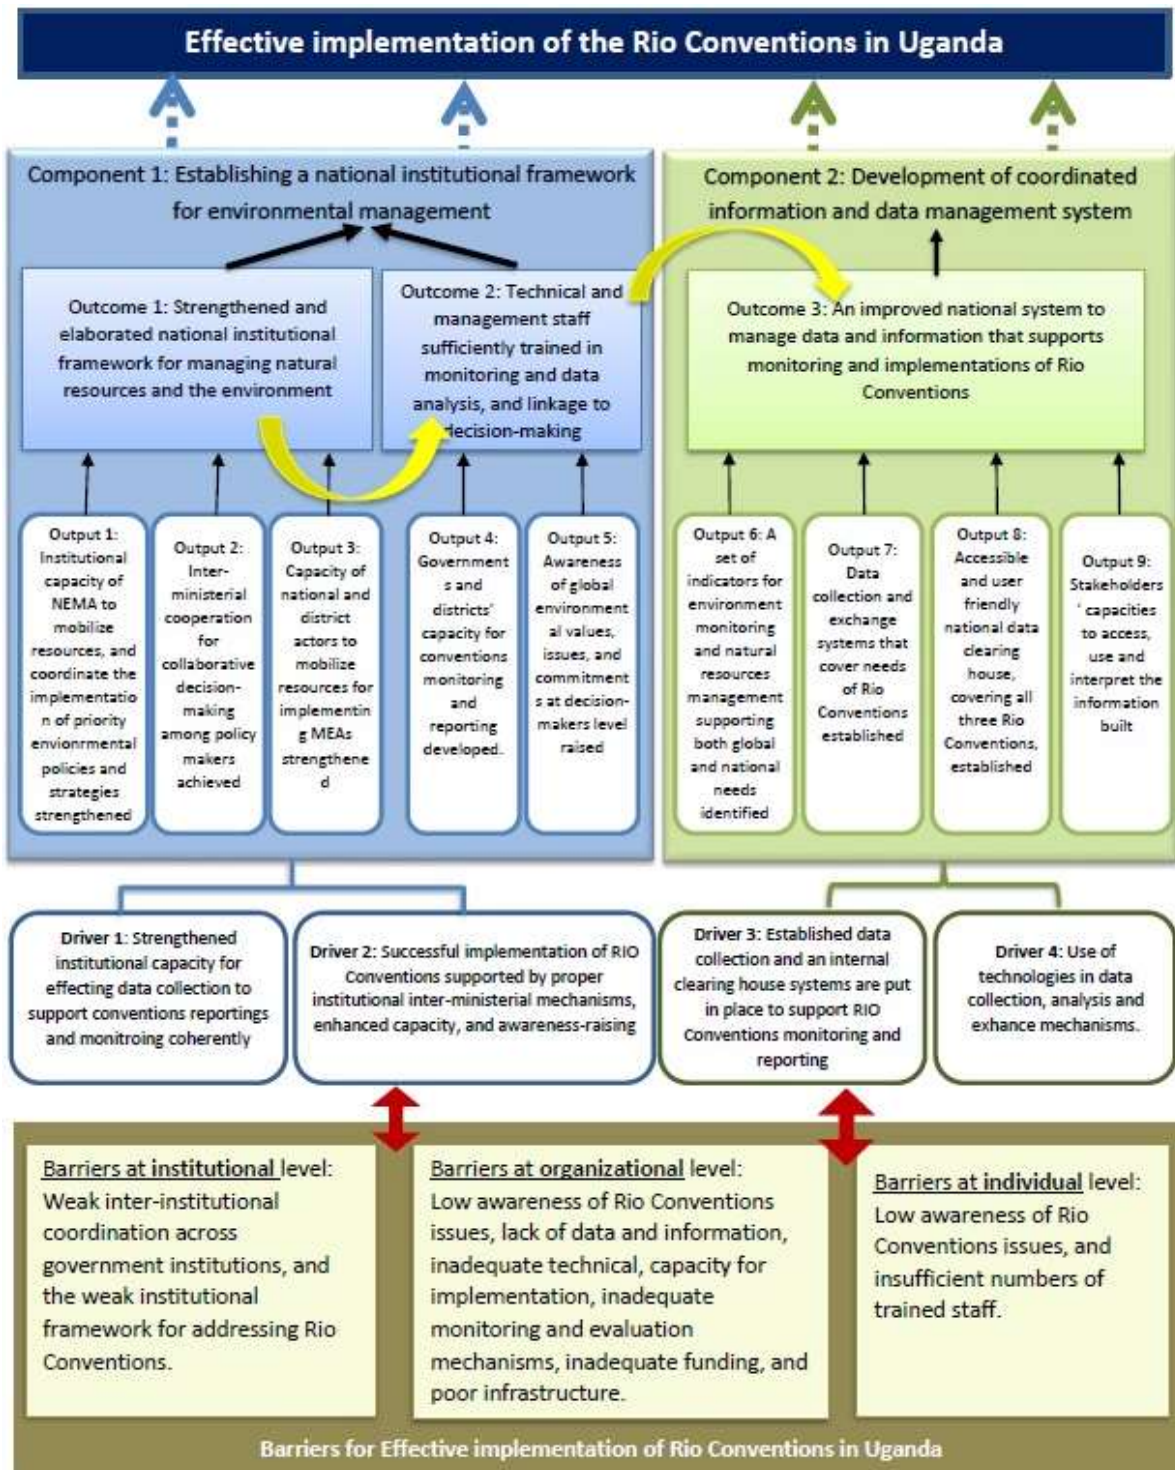 Effective implementation of the Rio Conventions in Uganda
Component 1: Establishing a national institutional framework
for environmental management
Component 2: Development of coordinated
information and data management system
Outcome 1: Strengthened and
elaborated national institutional
framework for managing natural
resources and the environment
Outcome 2: Technical and
management staff
sufficiently trained in
monitoring and data
analysis, and linkage to
decision-making
Outcome 3: An improved national system to
manage data and information that supports
monitoring and implementations of Rio
Conventions
Output 1:
Institutional
capacity of
NEMA to
mobilize
resources, and
coordinate the
implementatio
n of priority
envionrmental
policies and
strategies
strengthened
Output 2:
Inter-
ministerial
cooperation
for
collaborative
decision-
making
among policy
makers
achieved
Output 3:
Capacity of
national and
district
actors to
mobilize
resources for
implementin
g MEAs
strengthene
d
Output 4:
Government
s and
districts'
capacity for
conventions
monitoring
and
reporting
developed.
Output 5:
Awareness
of global
environment
al values,
issues, and
commitment
s at decision-
makers level
raised
Output 6: A
set of
indicators for
environment
monitoring
and natural
resources
management
supporting
both global
and national
needs
identified
Output 7:
Data
collection and
exchange
systems that
cover needs
of Rio
Conventions
established
Output 8:
Accessible
and user
friendly
national data
clearing
house,
covering all
three Rio
Conventions,
established
Output 9:
Stakeholders
' capacities
to access,
use and
interpret the
information
built
Driver 1: Strengthened
institutional capacity for
effecting data collection to
support conventions reportings
and monitroing coherently
Driver 2: Successful implementation of RIO
Conventions supported by proper
institutional inter-ministerial mechanisms,
enhanced capacity, and awareness-raising
Driver 3: Established data
collection and an internal
clearing house systems are put
in place to support RIO
Conventions monitoring and
reporting
Driver 4: Use of
technologies in data
collection, analysis and
exhance mechanisms.
Barriers at institutional level:
Weak inter-institutional
coordination across
government institutions, and
the weak institutional
framework for addressing Rio
Conventions.
Barriers at organizational level:
Low awareness of Rio Conventions
issues, lack of data and information,
inadequate technical, capacity for
implementation, inadequate
monitoring and evaluation
mechanisms, inadequate funding, and
poor infrastructure.
Barriers at individual level:
Low awareness of Rio
Conventions issues, and
insufficient numbers of
trained staff.
Barriers for Effective implementation of Rio Conventions in Uganda